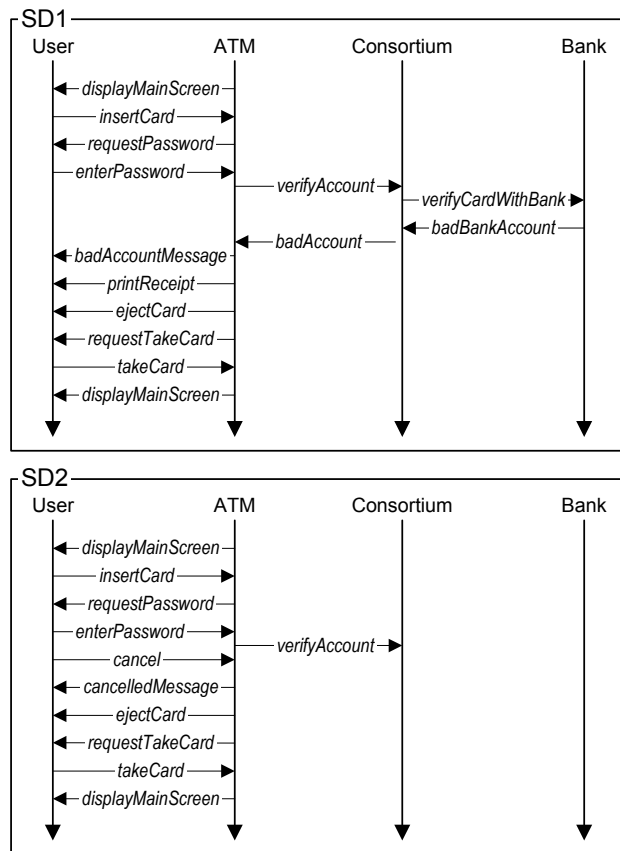 SD1
User ATM Consortium Bank
displayMainScreen
insertCard
requestPassword
enterPassword
verifyAccount
verifyCardWithBank
badBankAccount
badAccount
badAccountMessage
printReceipt
ejectCard
requestTakeCard
takeCard
displayMainScreen
SD2
User ATM Consortium Bank
displayMainScreen
insertCard
requestPassword
enterPassword
verifyAccount
cancel
cancelledMessage
ejectCard
requestTakeCard
takeCard
displayMainScreen